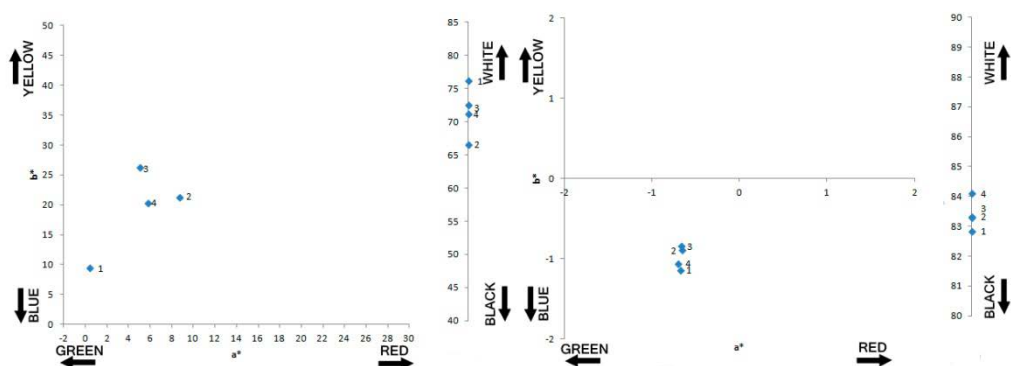 50
45
40
35
30
25
20
15
10
5
0
-2 0 2 4 6 8 10 12 14 16 18 20 22 24 26 28 30
YELLOW
b*
BLUE
GREEN
a*
RED
3
4
2
1
85
80
75
70
65
60
55
50
45
40
WHITE
BLACK
1
3
4
2
2
1
0
-1
-2
-2 -1 0 1 2
YELLOW
b*
BLUE
GREEN
a*
RED
3
2
4
1
90
89
88
87
86
85
84
83
82
81
80
WHITE
BLACK
4
3
2
1